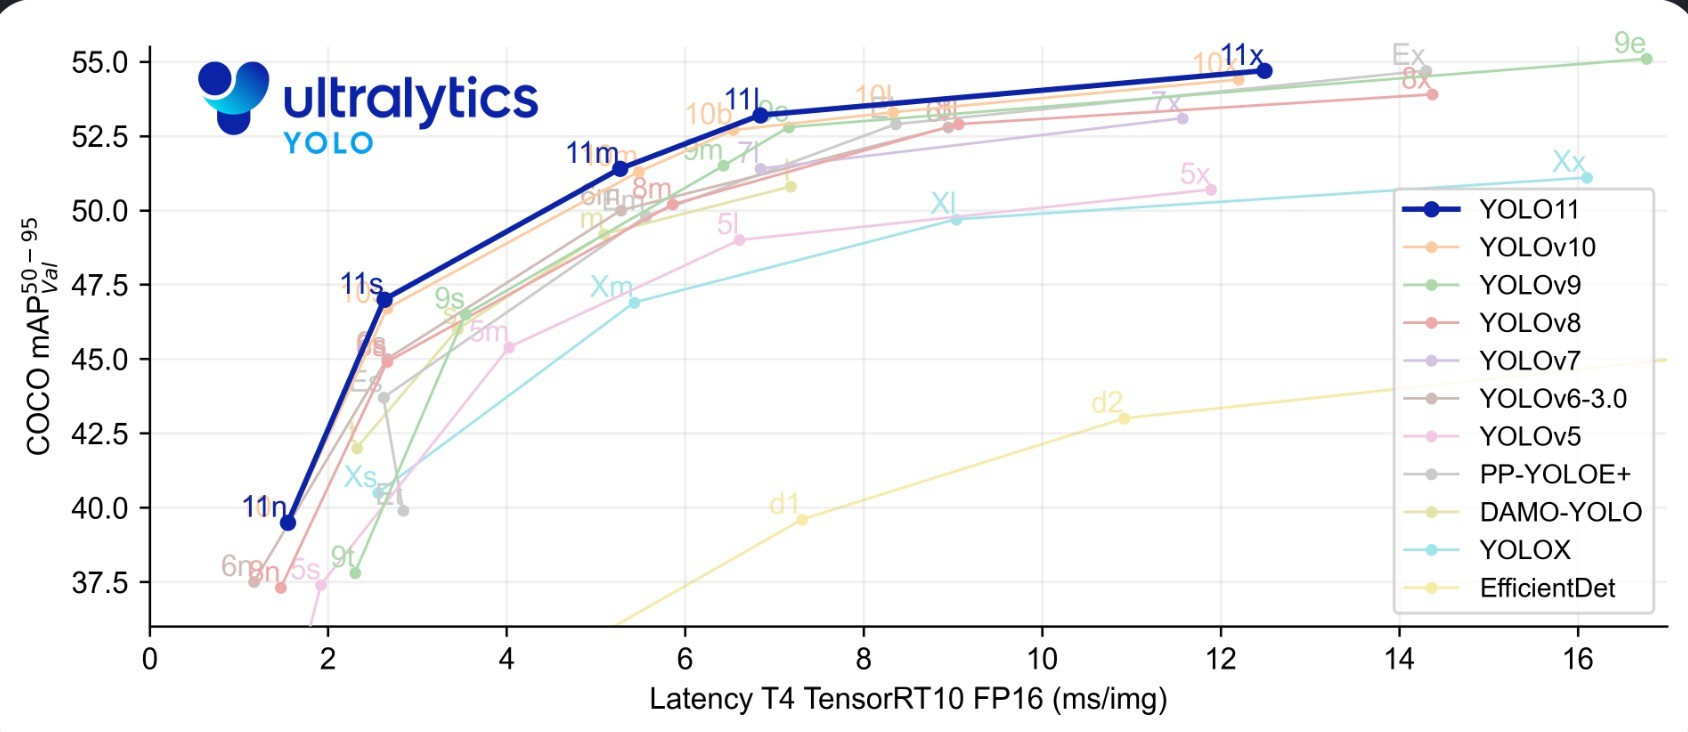 ultralytics
YOLO
COCO mAP50-95 Val
55.0
52.5
50.0
47.5
45.0
42.5
40.0
37.5
0 2 4 6 8 10 12 14 16
Latency T4 TensorRT10 FP16 (ms/img)
11n
11s
11m
11l
11x
10b
10l
10x
9t
9s
9m
9e
8n
8m
8x
7l
7x
6n
5s
5m
5l
5x
Es
Em
Ex
m
Xs
Xm
Xl
Xx
d1
d2
YOLO11
YOLOv10
YOLOv9
YOLOv8
YOLOv7
YOLOv6-3.0
YOLOv5
PP-YOLOE+
DAMO-YOLO
YOLOX
EfficientDet